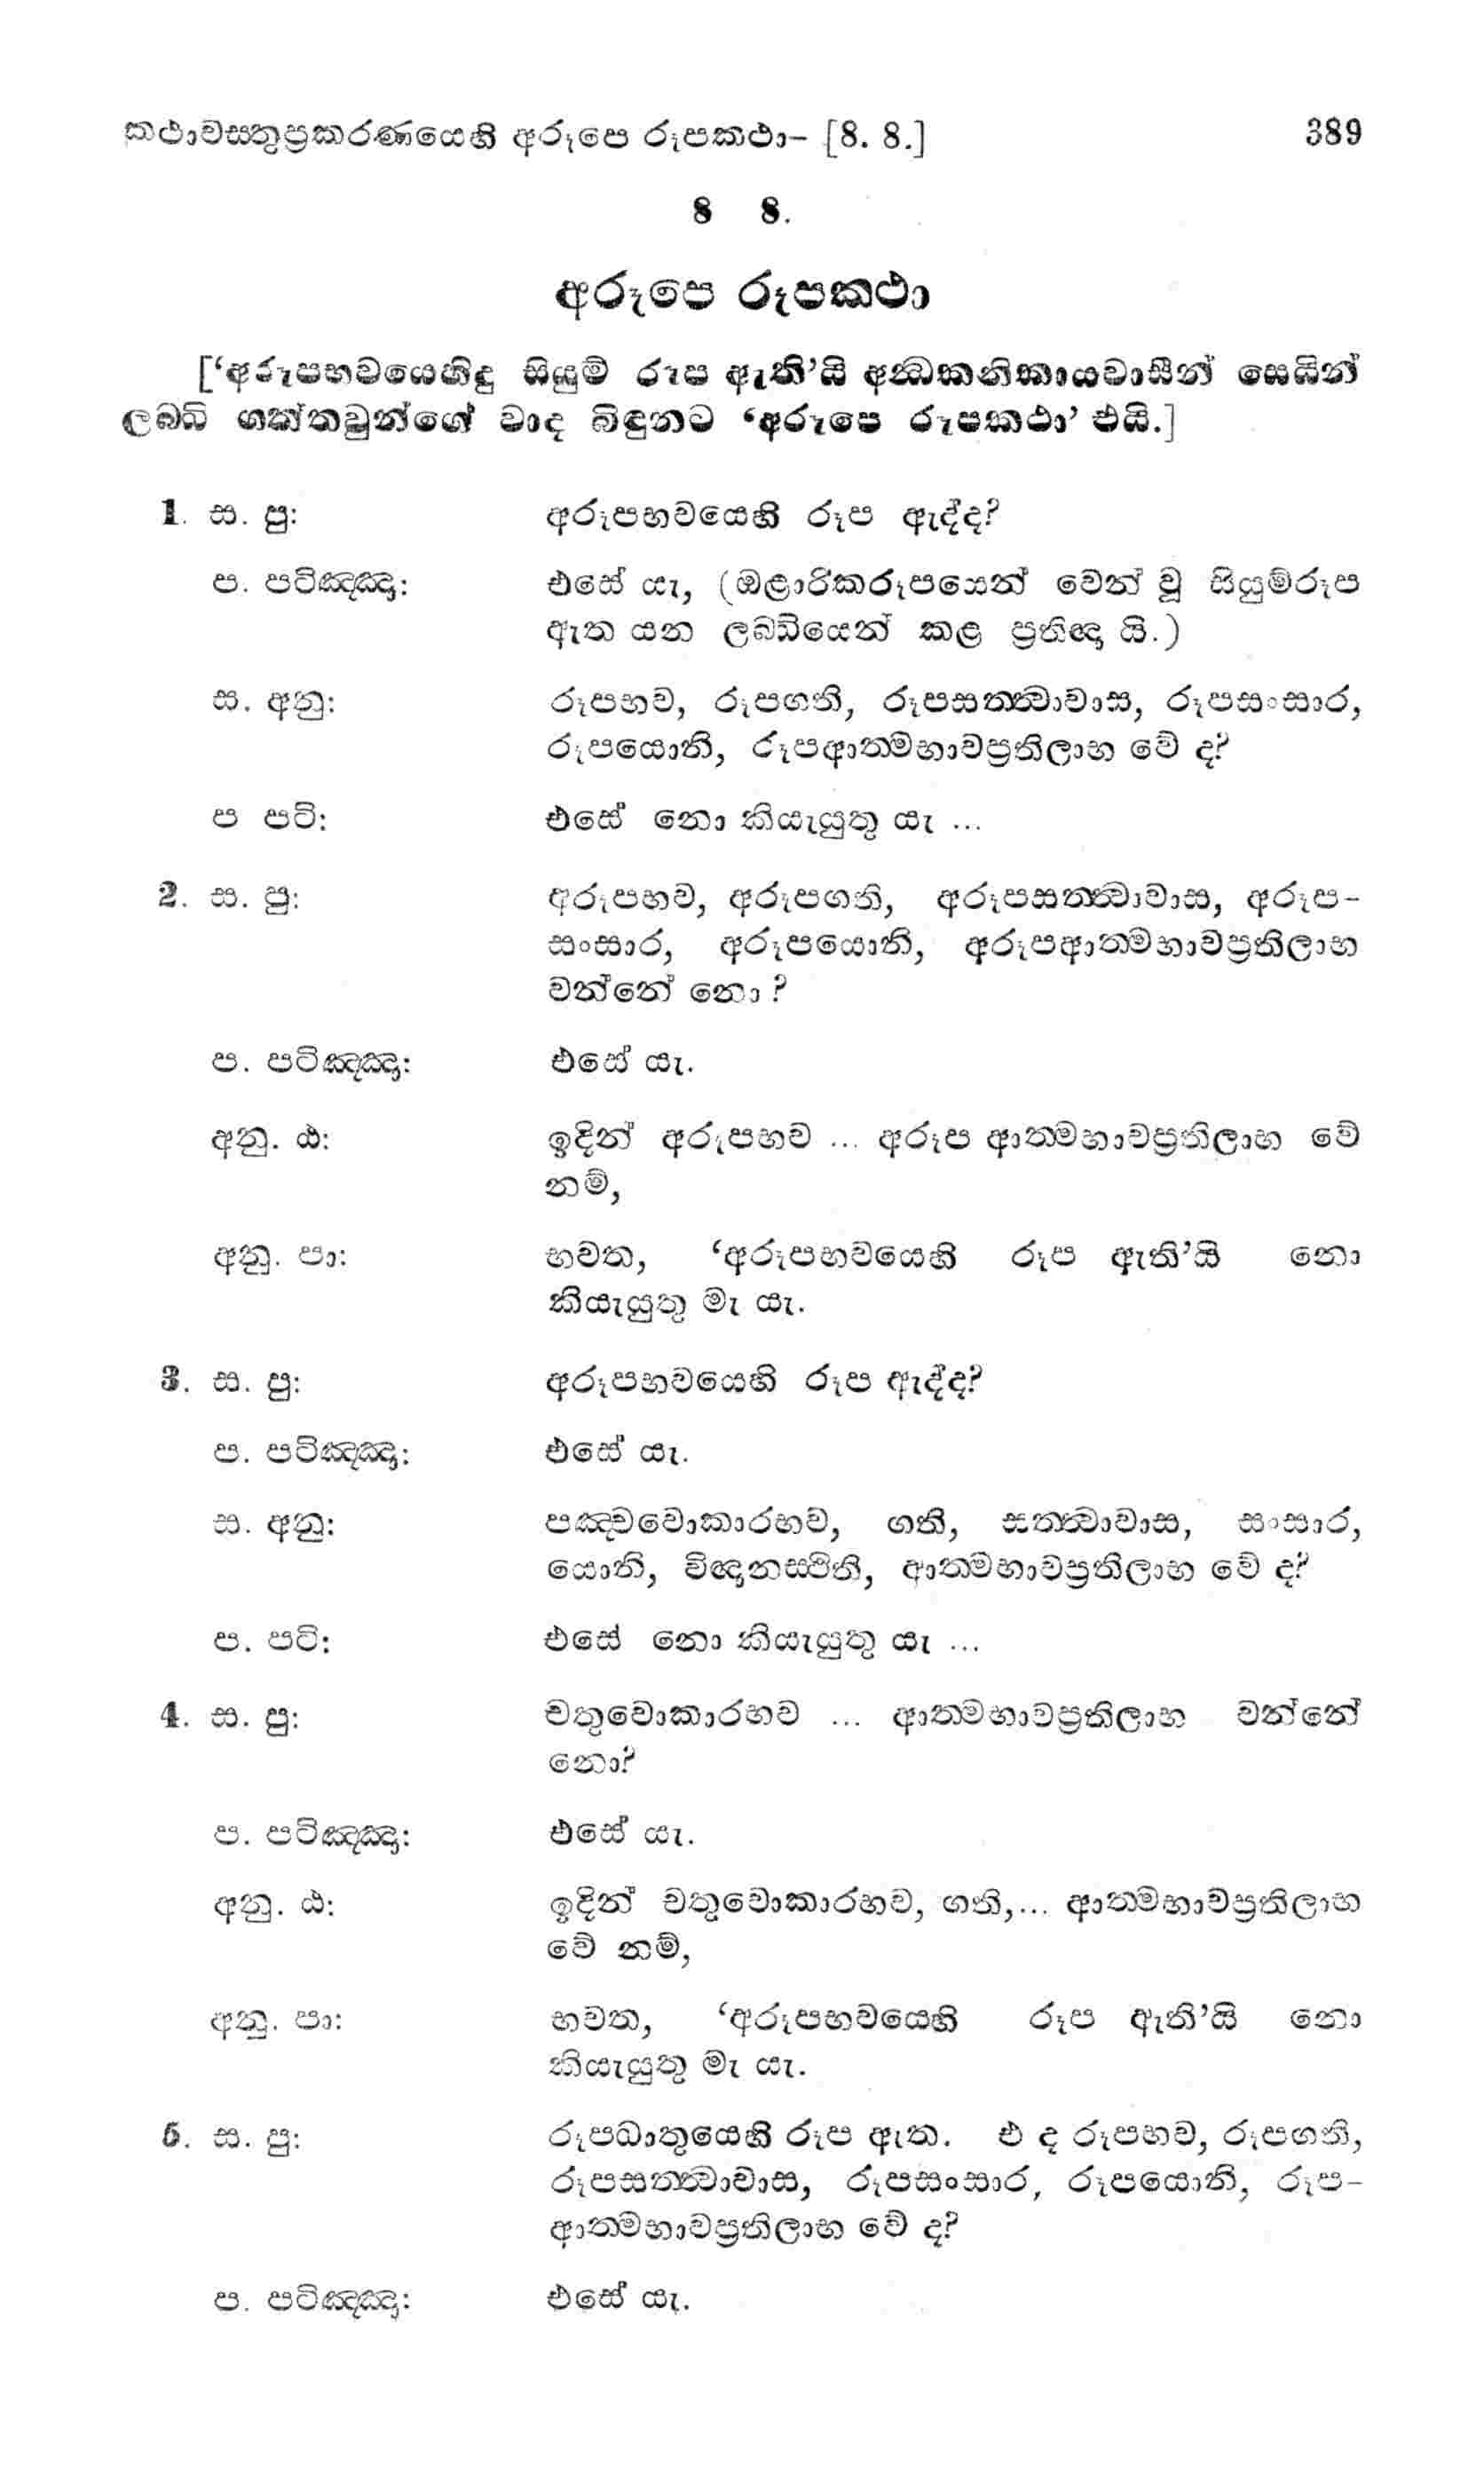 කථාවස්තුප්‍රකරණයෙහි අරූපෙ රූපකථා– [8. 8.] 389
8 8.
අරූපෙ රූපකථා
[‘අරූපභවයෙහිදු සියුම් රූප ඇති’යි අන්‍ධකනිකායවාසීන් සෙයින්
ලබ්ධි ගත්තවුන්ගේ වාද බිඳුනට ‘අරූපෙ රූපකථා’ එයි.]
1. ස. පු: අරූපභවයෙහි රූප ඇද්ද?
ප. පටිඤ්ඤා: එසේ යැ, (ඔළාරිකරූපයෙන් වෙන් වූ සියුම්රූප
ඇත යන ලබ්ධියෙන් කළ ප්‍රතිඥා යි.)
ස. අනු: රූපභව, රූපගති, රූපසත්ත්‍වාවාස, රූපසංසාර,
රූපයොනි, රූපආත්මභාවප්‍රතිලාභ වේ ද?
ප පටි: එසේ නො කියැයුතු යැ ...
2. ස. පු: අරූපභව, අරූපගති, අරූපසත්ත්‍වාවාස, අරූප-
සංසාර, අරූපයොනි, අරූපආත්මභාවප්‍රතිලාභ
වන්නේ නො?
ප. පටිඤ්ඤා: එසේ යැ.
අනු. ඨ: ඉදින් අරූපභව ... අරූප ආත්මභාවප්‍රතිලාභ වේ
නම්,
අනු. පා: භවත, ‘අරූපභවයෙහි රූප ඇති’යි නො
කියැයුතු මැ යැ.
3. ස. පු: අරූපභවයෙහි රූප ඇද්ද?
ප. පටිඤ්ඤා: එසේ යැ.
ස. අනු: පඤ්චවොකාරභව, ගති, සත්ත්‍වාවාස, සංසාර,
යොනි, විඥානස්ථිති, ආත්මභාවප්‍රතිලාභ වේ ද?
ප. පටි: එසේ නො කියැයුතු යැ ...
4. ස. පු: චතුවොකාරභව ... ආත්මභාවප්‍රතිලාභ වන්නේ
නො?
ප. පටිඤ්ඤා: එසේ යැ.
අනු. ඨ: ඉදින් චතුවොකාරභව, ගති,... ආත්මභාවප්‍රතිලාභ
වේ නම්,
අනු. පා: භවත, ‘අරූපභවයෙහි රූප ඇති’යි නො
කියැයුතු මැ යැ.
5. ස. පු: රූපධාතුයෙහි රූප ඇත. එ ද රූපභව, රූපගති,
රූපසත්ත්‍වාවාස, රූපසංසාර, රූපයොනි, රූප-
ආත්මභාවප්‍රතිලාභ වේ ද?
ප. පටිඤ්ඤා: එසේ යැ.